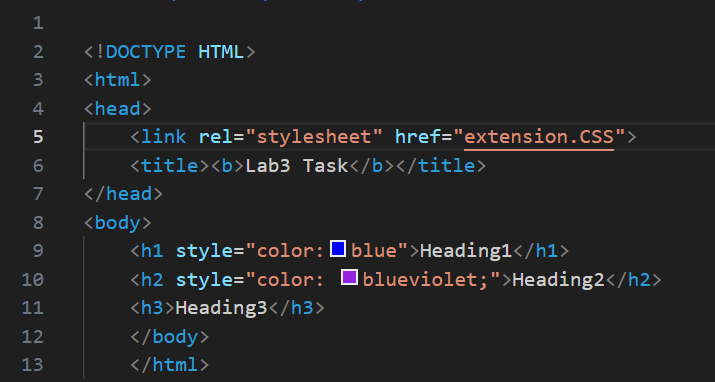 1
2 <!DOCTYPE HTML>
3 <html>
4 <head>
5 <link rel="stylesheet" href="extension.CSS">
6 <title><b>Lab3 Task</b></title>
7 </head>
8 <body>
9 <h1 style="color:blue">Heading1</h1>
10 <h2 style="color: blueviolet;">Heading2</h2>
11 <h3>Heading3</h3>
12 </body>
13 </html>